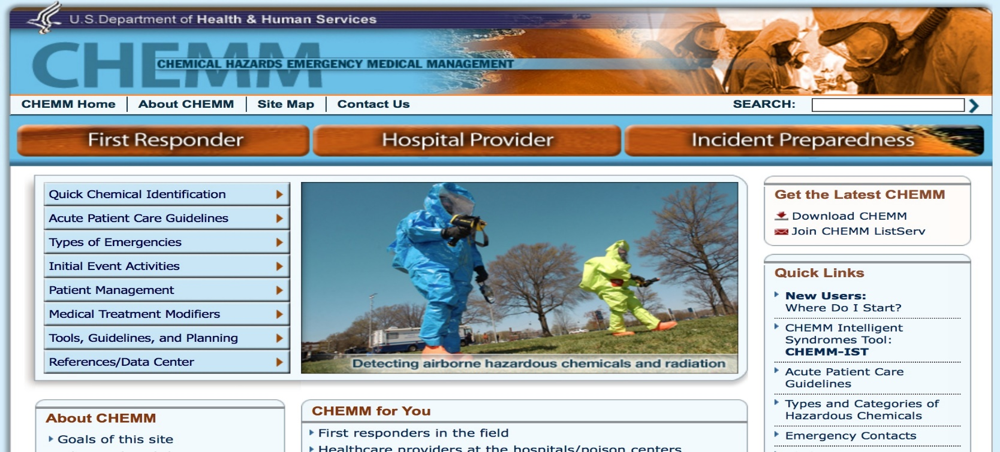 U.S.Department of Health & Human Services
CHEMM
CHEMICAL HAZARDS EMERGENCY MEDICAL MANAGEMENT
CHEMM Home About CHEMM Site Map Contact Us SEARCH:
First Responder Hospital Provider Incident Preparedness
Quick Chemical Identification
Acute Patient Care Guidelines
Types of Emergencies
Initial Event Activities
Patient Management
Medical Treatment Modifiers
Tools, Guidelines, and Planning
References/Data Center
Detecting airborne hazardous chemicals and radiation
Get the Latest CHEMM
Download CHEMM
Join CHEMM ListServ
Quick Links
New Users:
Where Do I Start?
CHEMM Intelligent
Syndromes Tool:
CHEMM-IST
Acute Patient Care
Guidelines
Types and Categories of
Hazardous Chemicals
Emergency Contacts
About CHEMM
Goals of this site
CHEMM for You
First responders in the field
Healthcare providers at the hospitals/poison centers